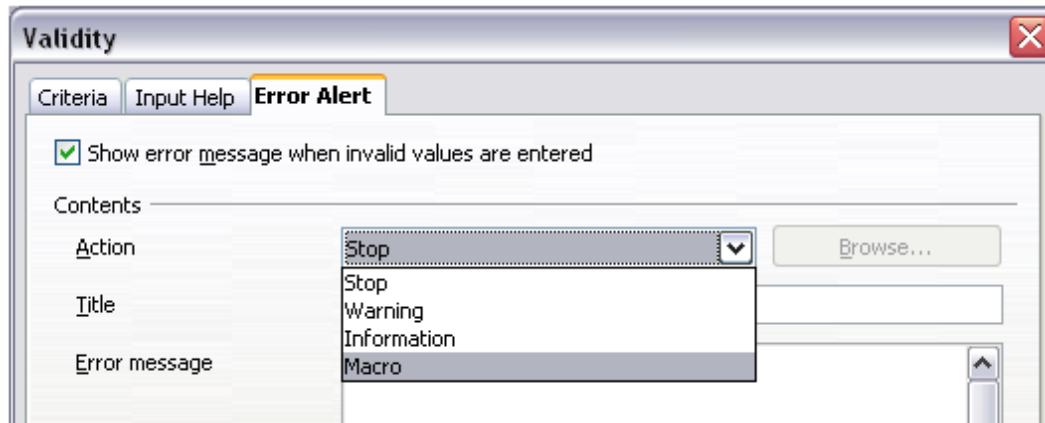 Validity
Criteria Input Help Error Alert
Show error message when invalid values are entered
Contents
Action Stop Browse...
Stop
Title
Warning
Information
Error message
Macro